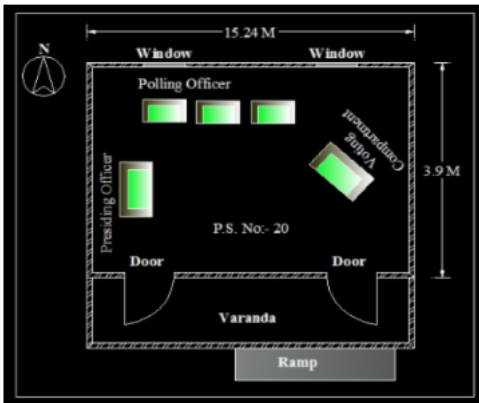 15.24 M
N
Window
Window
Polling Officer
Voting
Compartment
3.9 M
Presiding Officer
P.S. No:- 20
Door
Door
Varanda
Ramp